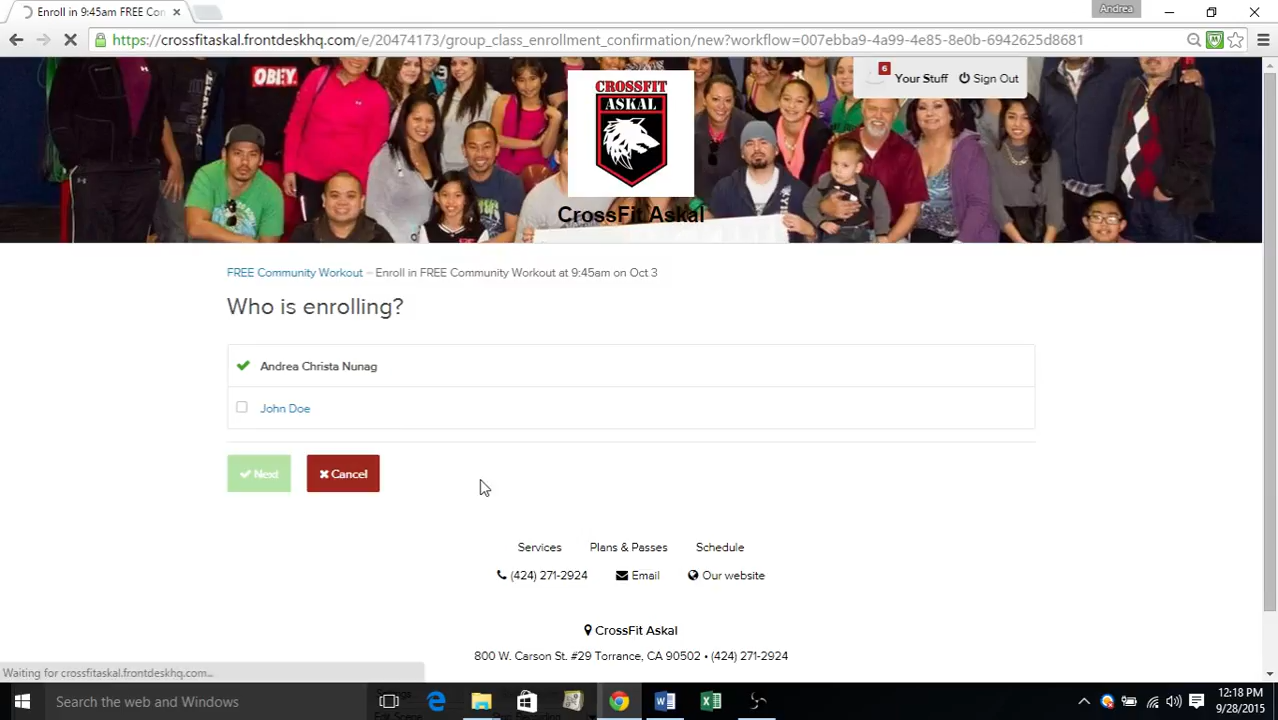 Enroll in 9:45am FREE Con
Andrea
https://crossfitaskal.frontdeskhq.com/e/20474173/group_class_enrollment_confirmation/new?workflow=007ebba9-4a99-4e85-8e0b-6942625d8681
OBEY.
CROSSFIT
ASKAL
6
Your Stuff
Sign Out
CrossFit Askal
FREE Community Workout – Enroll in FREE Community Workout at 9:45am on Oct 3
Who is enrolling?
Andrea Christa Nunag
John Doe
Next
Cancel
Services
Plans & Passes
Schedule
(424) 271-2924
Email
Our website
CrossFit Askal
800 W. Carson St. #29 Torrance, CA 90502 • (424) 271-2924
Waiting for crossfitaskal.frontdeskhq.com...
Search the web and Windows
12:18 PM
9/28/2015